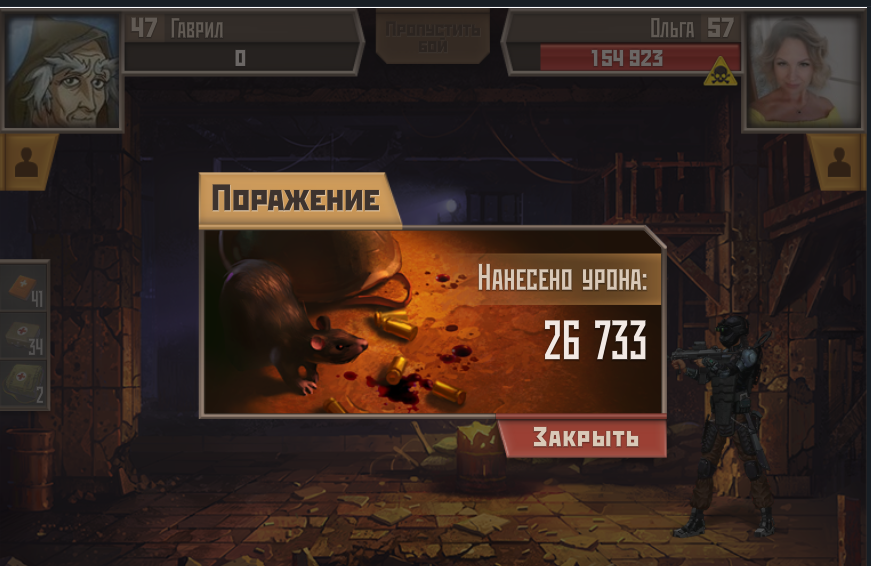 47 Гаврил
0
Пропустить
бой
Ольга 57
154 923
Поражение
Нанесено урона:
26 733
41
34
2
Закрыть